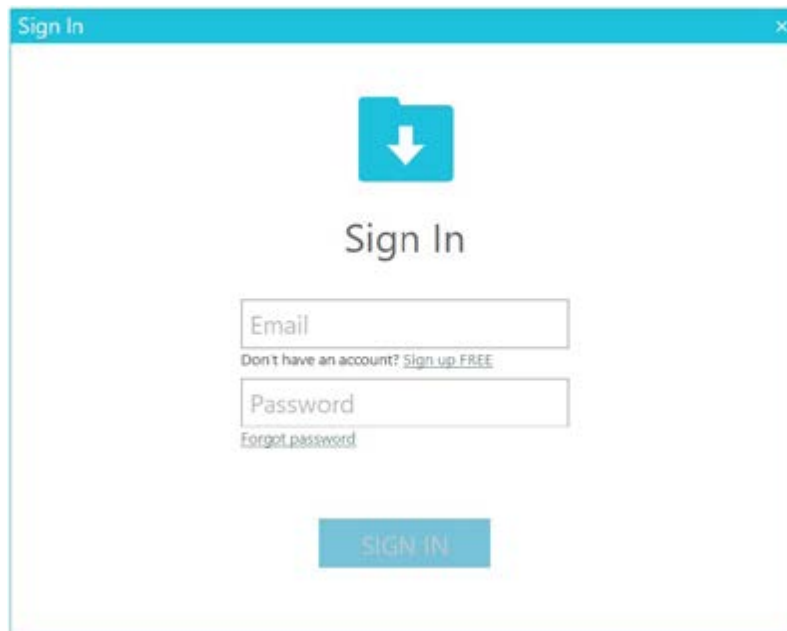 Sign In
Sign In
Email
Don't have an account? Sign up FREE
Password
Forgot password
SIGN IN